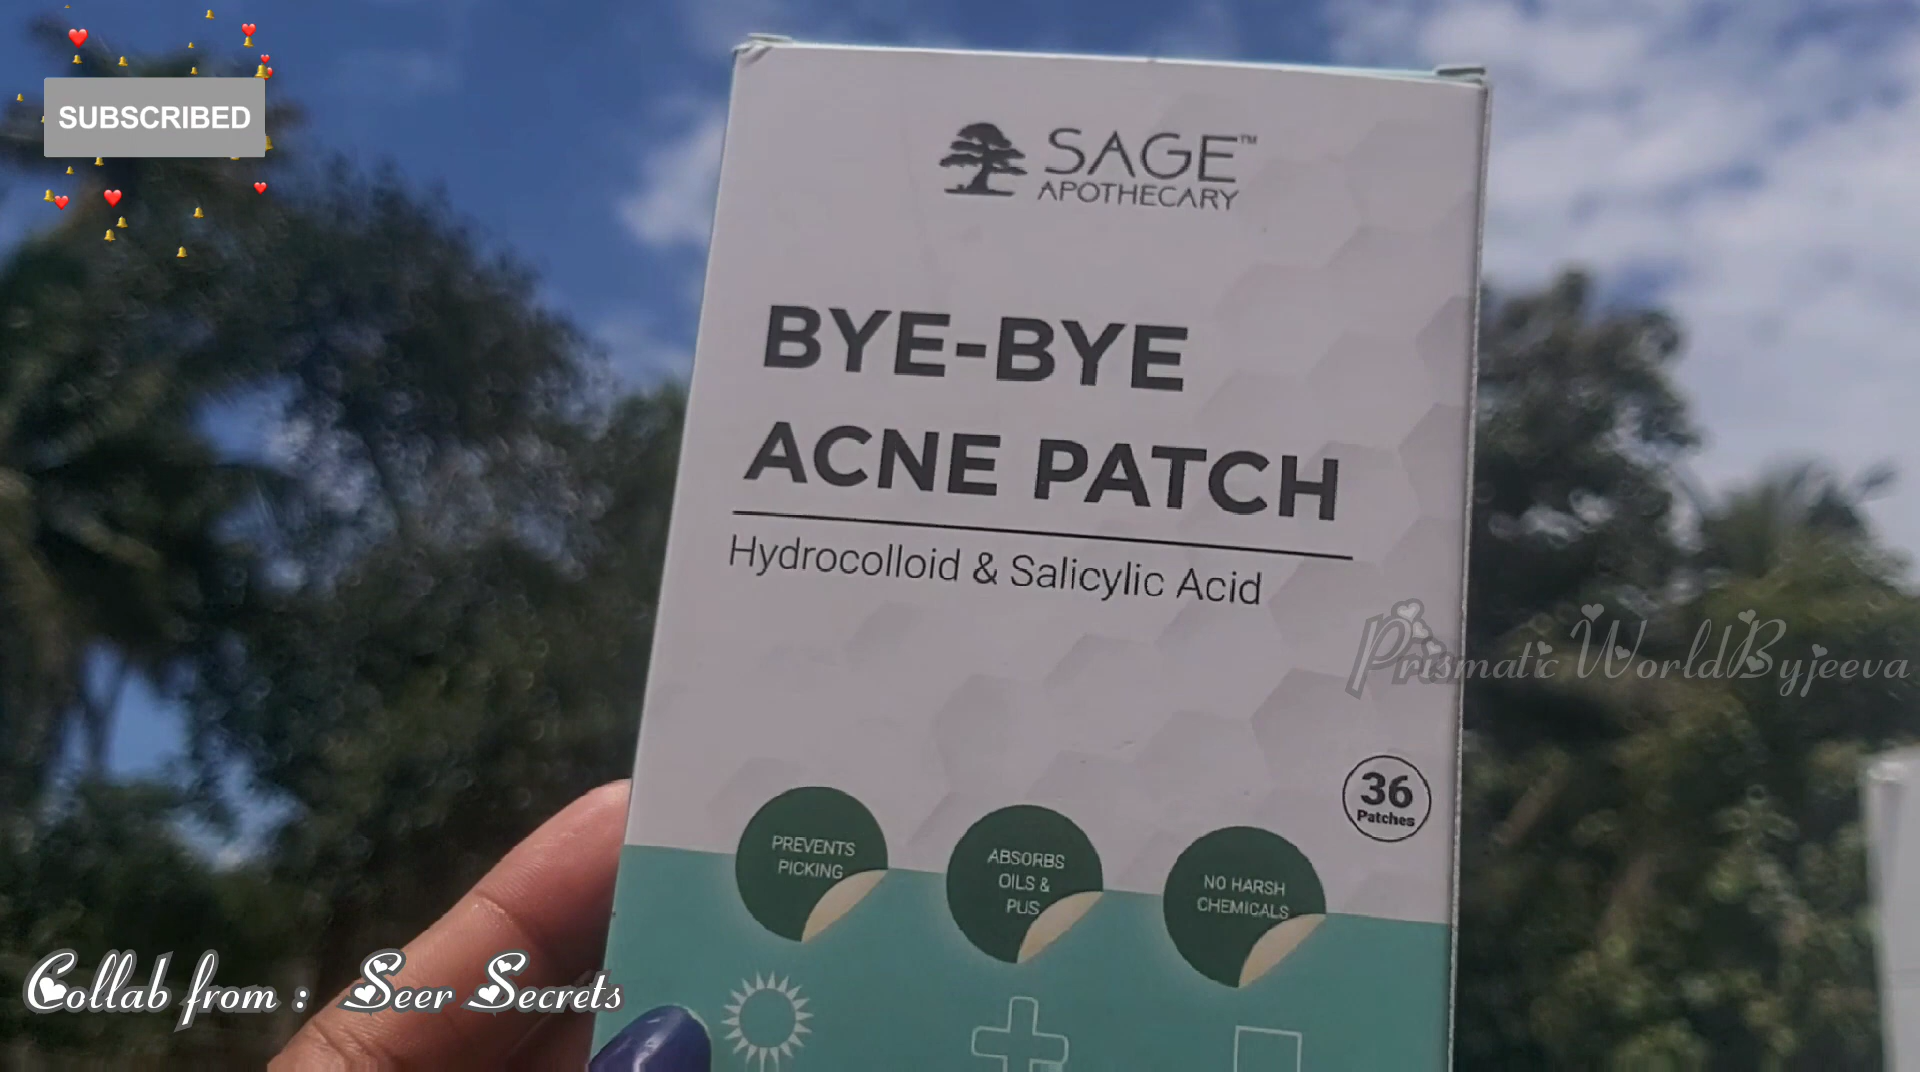 SUBSCRIBED
SAGE™
APOTHECARY
BYE-BYE
ACNE PATCH
Hydrocolloid & Salicylic Acid
Prismatic WorldByjeeva
36
Patches
PREVENTS
PICKING
ABSORBS
OILS &
PUS
NO HARSH
CHEMICALS
Collab from : Seer Secrets